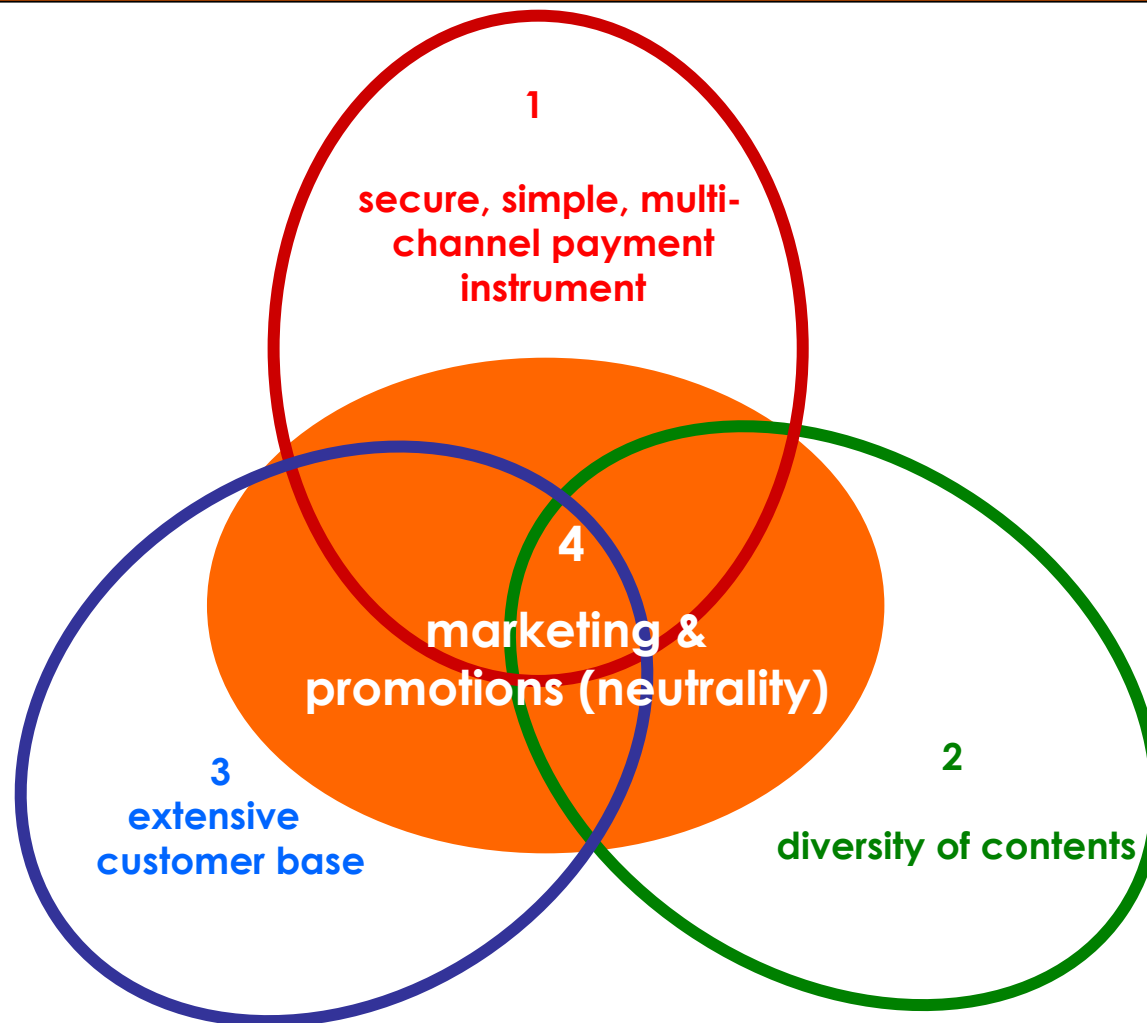 1
secure, simple, multi-
channel payment
instrument
4
marketing &
promotions (neutrality)
3
extensive
customer base
2
diversity of contents